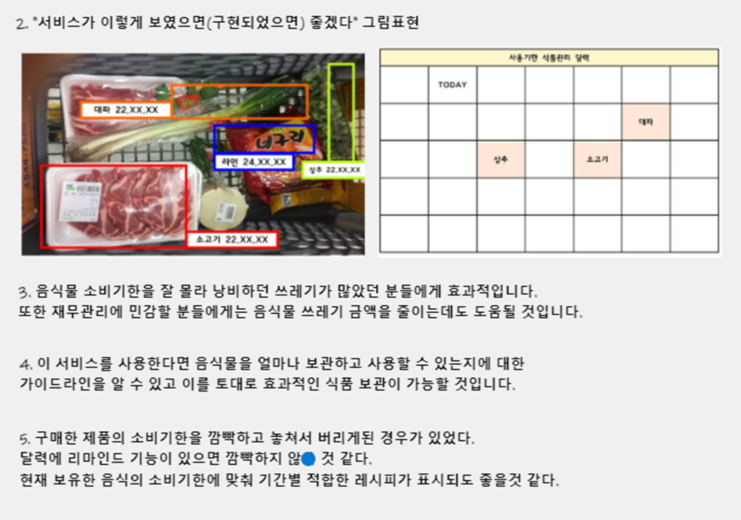 2. "서비스가 이렇게 보였으면(구현되었으면) 좋겠다" 그림표현
사용기한 식품관리 달력
TODAY
대파 22.XX.XX
너구리
라면 24.XX.XX
상추 22.XX.XX
소고기 22.XX.XX
대파
상추
소고기
3. 음식물 소비기한을 잘 몰라 낭비하던 쓰레기가 많았던 분들에게 효과적입니다.
또한 재무관리에 민감할 분들에게는 음식물 쓰레기 금액을 줄이는데도 도움될 것입니다.
4. 이 서비스를 사용한다면 음식물을 얼마나 보관하고 사용할 수 있는지에 대한
가이드라인을 알 수 있고 이를 토대로 효과적인 식품 보관이 가능할 것입니다.
5. 구매한 제품의 소비기한을 깜빡하고 놓쳐서 버리게된 경우가 있었다.
달력에 리마인드 기능이 있으면 깜빡하지 않 것 같다.
현재 보유한 음식의 소비기한에 맞춰 기간별 적합한 레시피가 표시되도 좋을것 같다.